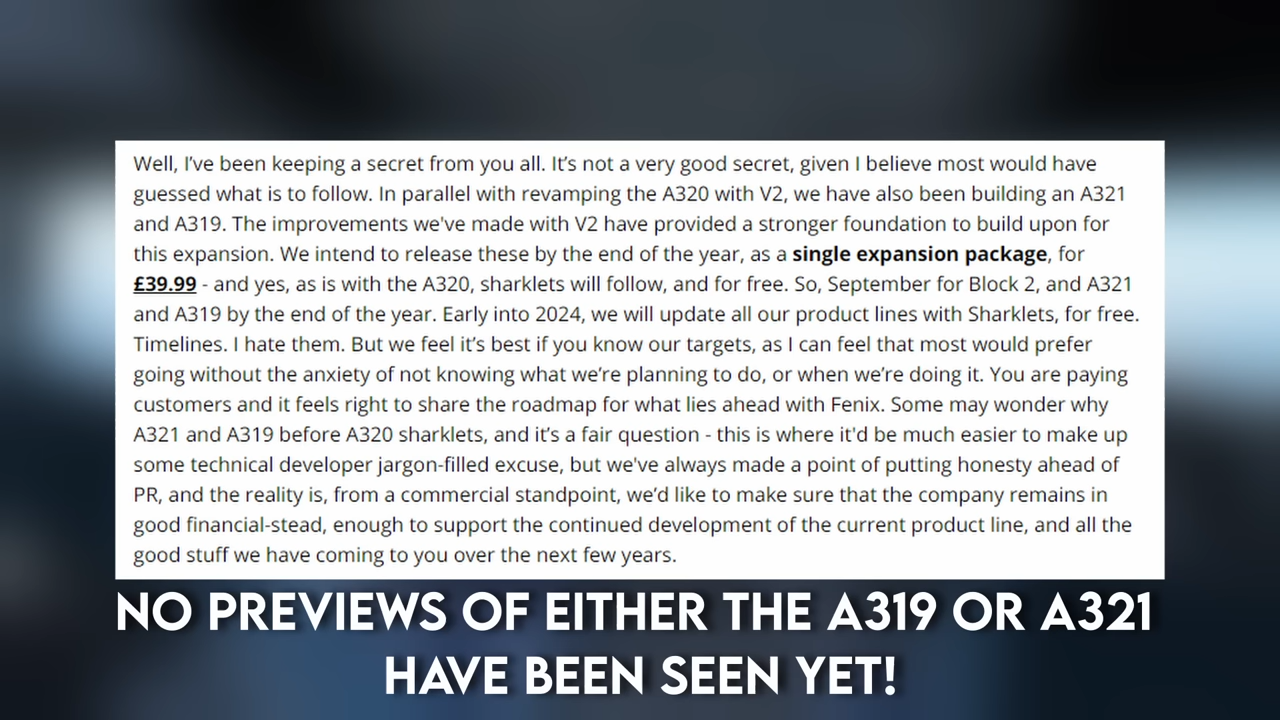 Well, I’ve been keeping a secret from you all. It’s not a very good secret, given I believe most would have
guessed what is to follow. In parallel with revamping the A320 with V2, we have also been building an A321
and A319. The improvements we've made with V2 have provided a stronger foundation to build upon for
this expansion. We intend to release these by the end of the year, as a single expansion package, for
£39.99 - and yes, as is with the A320, sharklets will follow, and for free. So, September for Block 2, and A321
and A319 by the end of the year. Early into 2024, we will update all our product lines with Sharklets, for free.
Timelines. I hate them. But we feel it’s best if you know our targets, as I can feel that most would prefer
going without the anxiety of not knowing what we’re planning to do, or when we’re doing it. You are paying
customers and it feels right to share the roadmap for what lies ahead with Fenix. Some may wonder why
A321 and A319 before A320 sharklets, and it’s a fair question - this is where it'd be much easier to make up
some technical developer jargon-filled excuse, but we've always made a point of putting honesty ahead of
PR, and the reality is, from a commercial standpoint, we’d like to make sure that the company remains in
good financial-stead, enough to support the continued development of the current product line, and all the
good stuff we have coming to you over the next few years.
NO PREVIEWS OF EITHER THE A319 OR A321
HAVE BEEN SEEN YET!